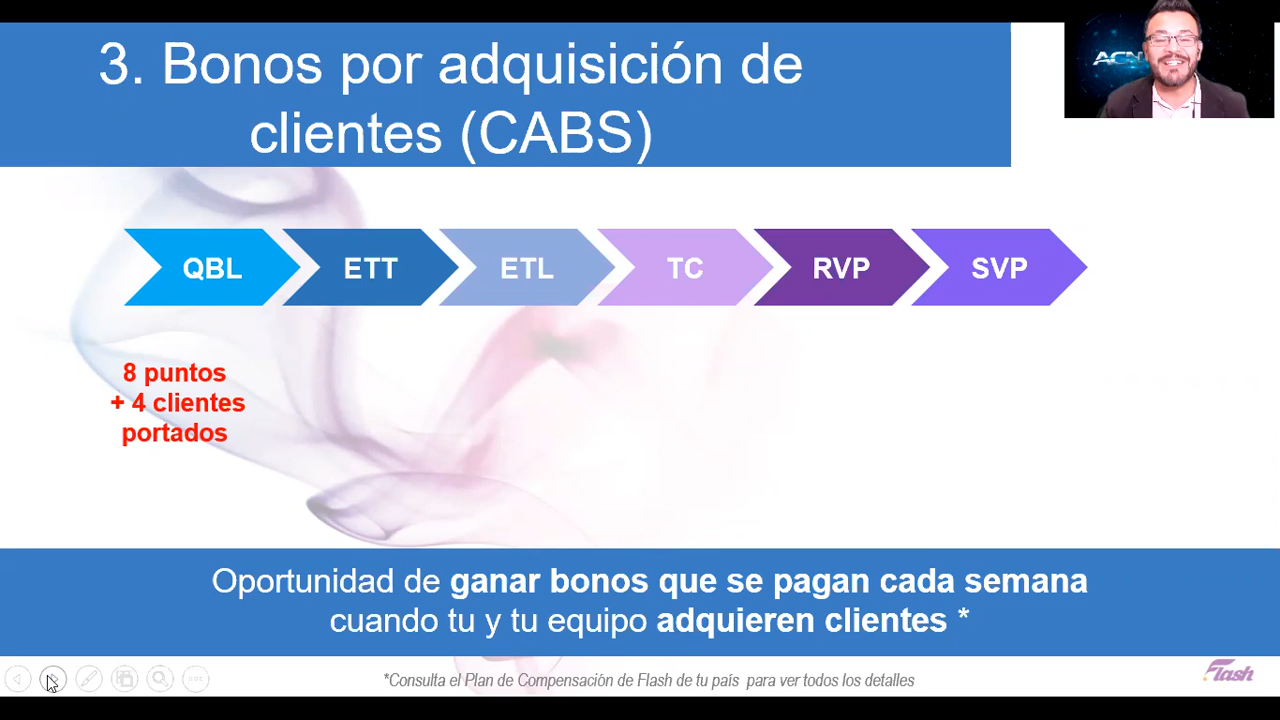 3. Bonos por adquisición de
clientes (CABS)
ACN
QBL
ETT
ETL
TC
RVP
SVP
8 puntos
+ 4 clientes
portados
Oportunidad de ganar bonos que se pagan cada semana
cuando tu y tu equipo adquieren clientes *
*Consulta el Plan de Compensación de Flash de tu país para ver todos los detalles
Flash